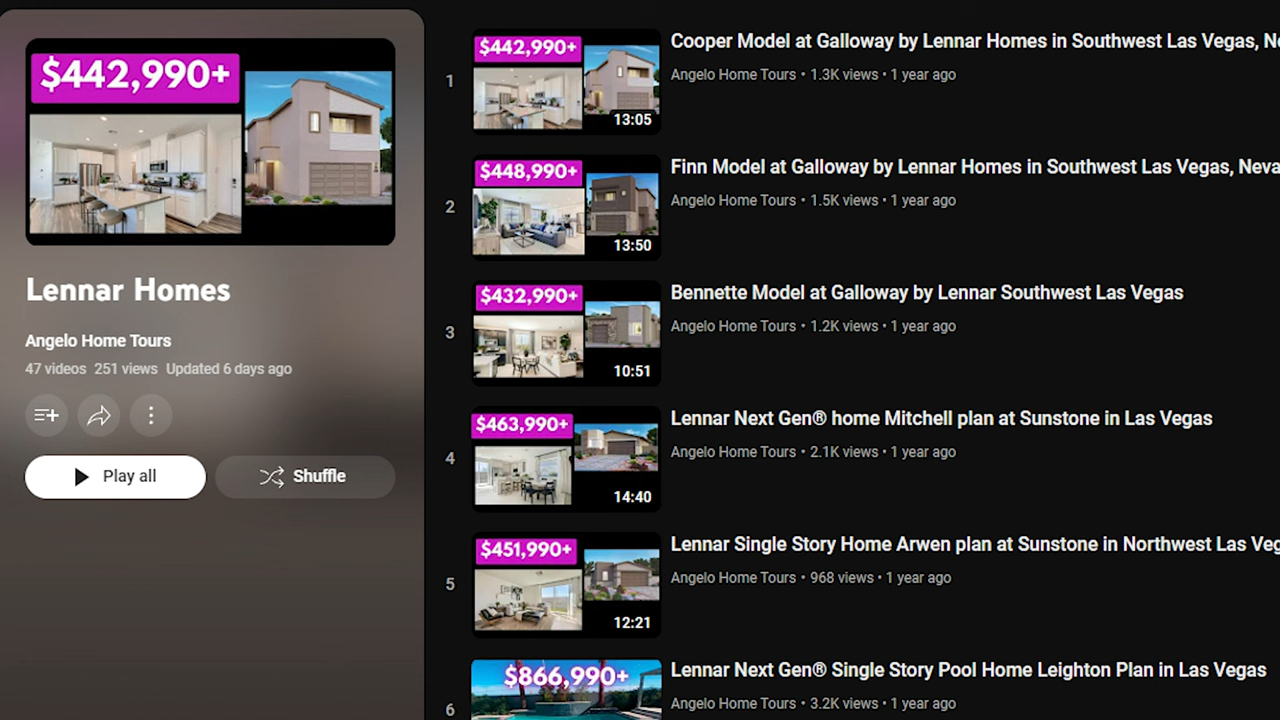 $442,990+
Lennar Homes
Angelo Home Tours
47 videos 251 views Updated 6 days ago
Play all
Shuffle
1
$442,990+
13:05
Cooper Model at Galloway by Lennar Homes in Southwest Las Vegas, Ne
Angelo Home Tours • 1.3K views • 1 year ago
2
$448,990+
13:50
Finn Model at Galloway by Lennar Homes in Southwest Las Vegas, Neva
Angelo Home Tours • 1.5K views • 1 year ago
3
$432,990+
10:51
Bennette Model at Galloway by Lennar Southwest Las Vegas
Angelo Home Tours • 1.2K views • 1 year ago
4
$463,990+
14:40
Lennar Next Gen® home Mitchell plan at Sunstone in Las Vegas
Angelo Home Tours • 2.1K views • 1 year ago
5
$451,990+
12:21
Lennar Single Story Home Arwen plan at Sunstone in Northwest Las Veg
Angelo Home Tours • 968 views • 1 year ago
6
$866,990+
Lennar Next Gen® Single Story Pool Home Leighton Plan in Las Vegas
Angelo Home Tours • 3.2K views • 1 year ago